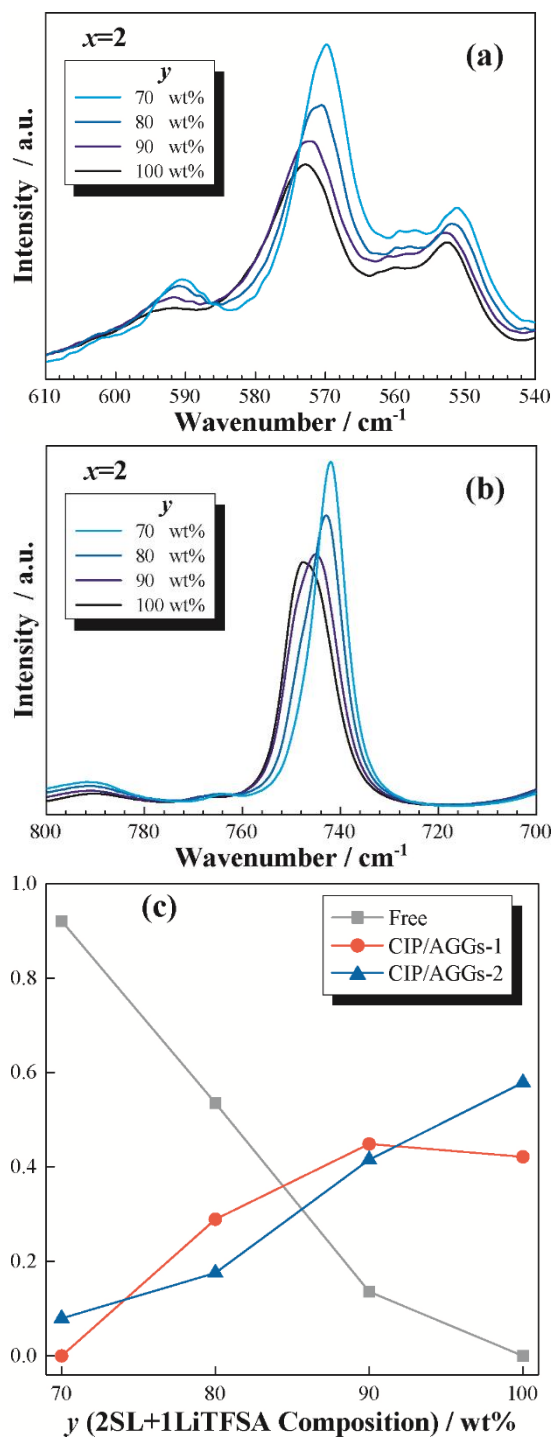 x=2
(a)
y
70 wt%
80 wt%
90 wt%
100 wt%
Intensity / a.u.
610 600 590 580 570 560 550 540
Wavenumber / cm⁻¹
x=2
(b)
y
70 wt%
80 wt%
90 wt%
100 wt%
Intensity / a.u.
800 780 760 740 720 700
Wavenumber / cm⁻¹
(c)
Free
CIP/AGGs-1
CIP/AGGs-2
1.0
0.8
0.6
0.4
0.2
0.0
70 80 90 100
y (2SL+1LiTFSA Composition) / wt%